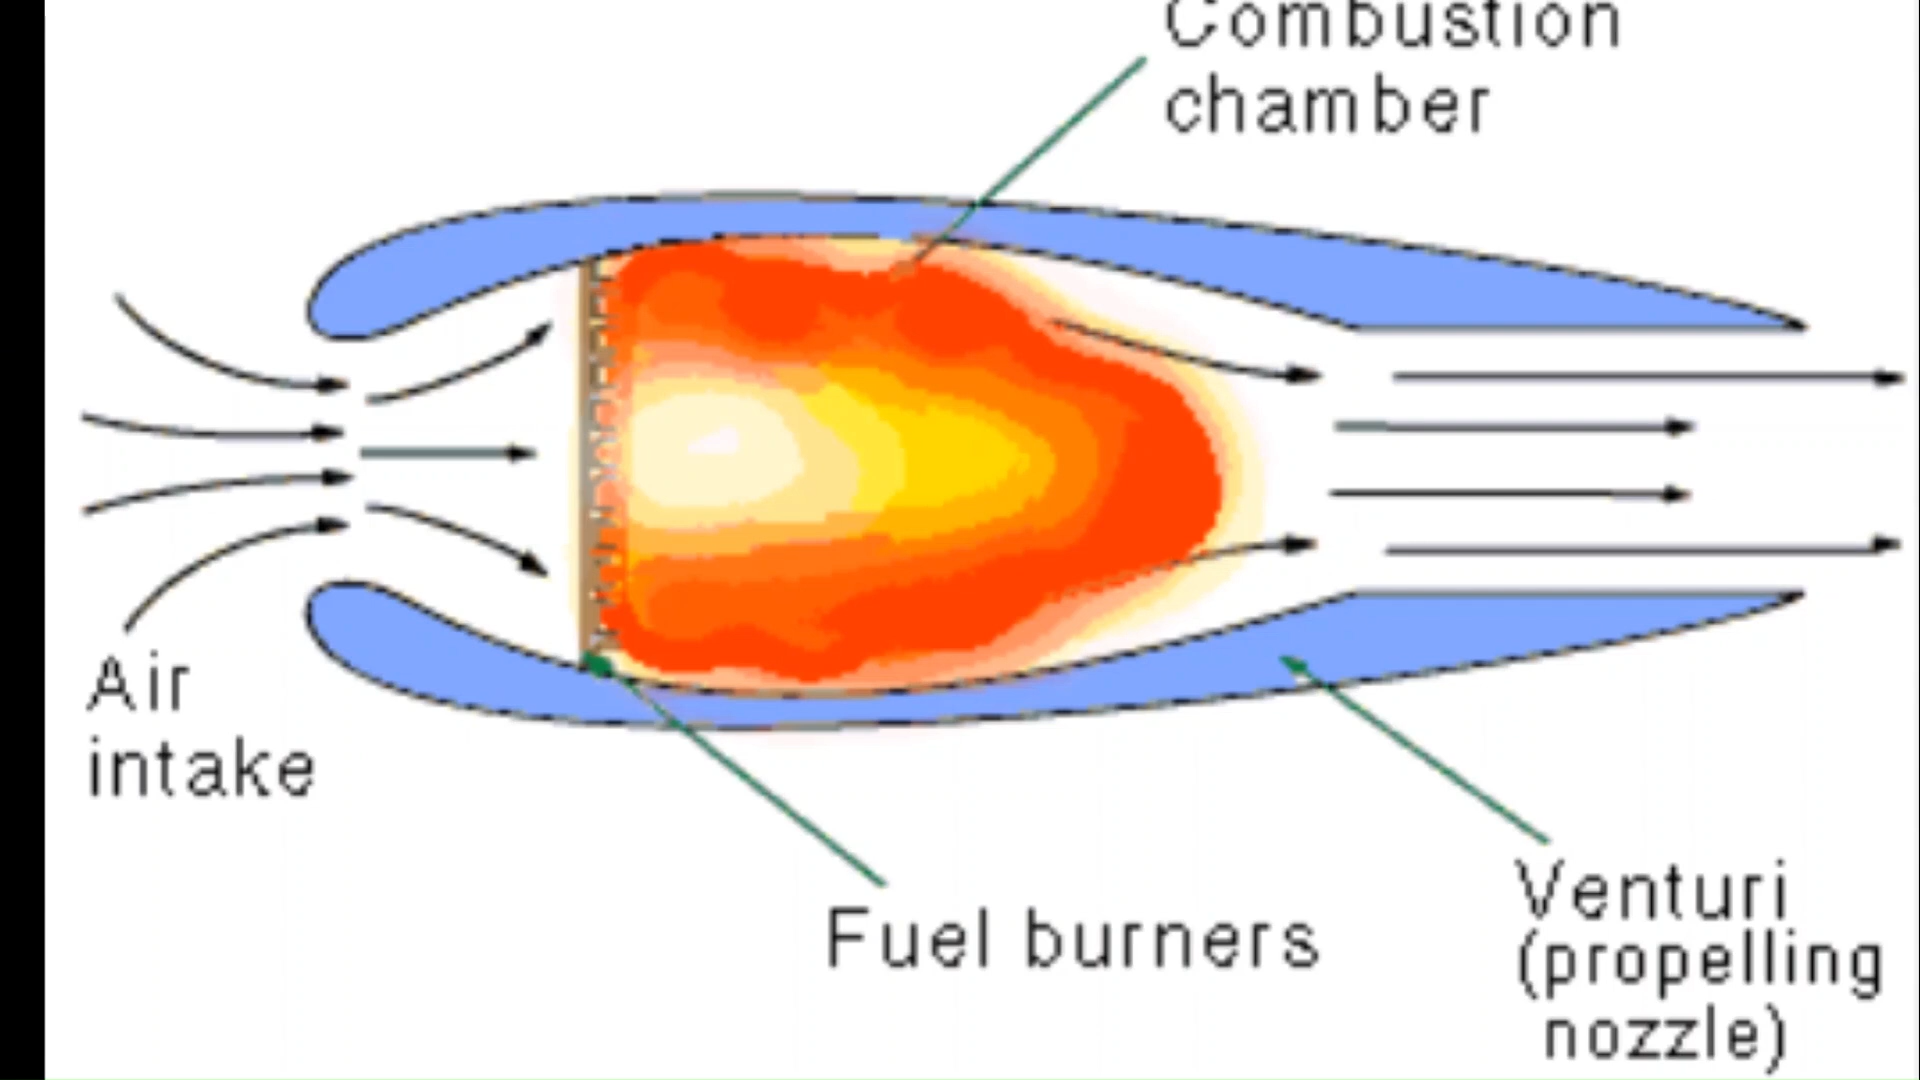 Combustion
chamber
Air
intake
Fuel burners
Venturi
(propelling
nozzle)